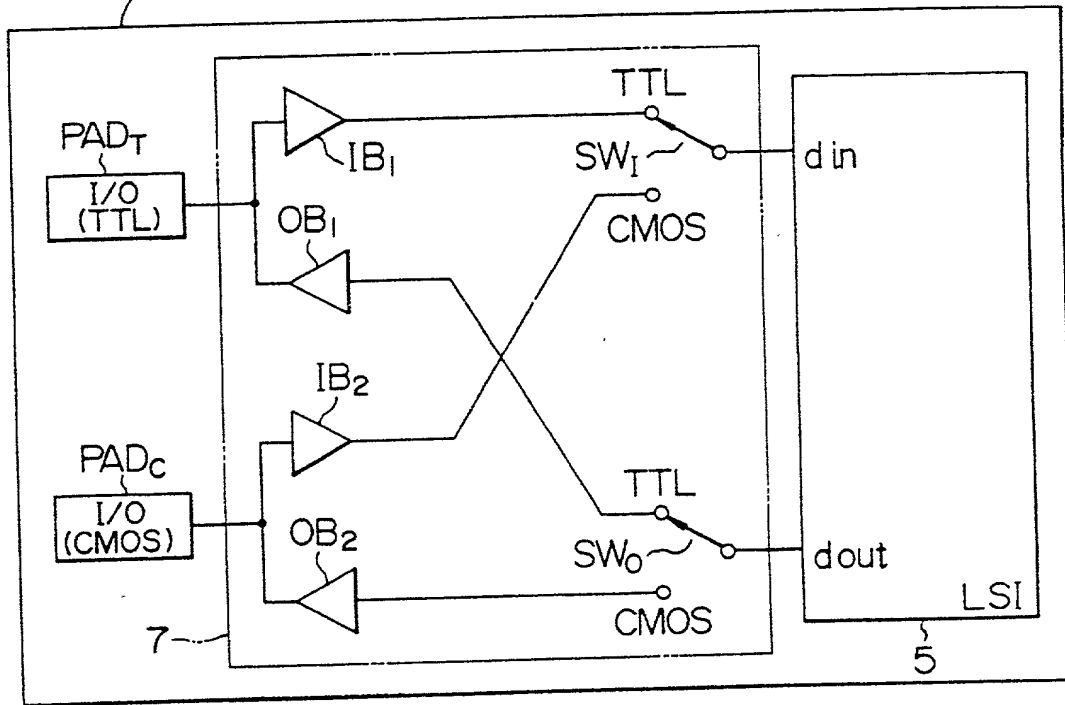 TTL
PAD_T
I/O
(TTL)
IB_1
SW_I
din
OB_1
CMOS
IB_2
PAD_C
I/O
(CMOS)
OB_2
TTL
SW_O
dout
CMOS
LSI
7
5